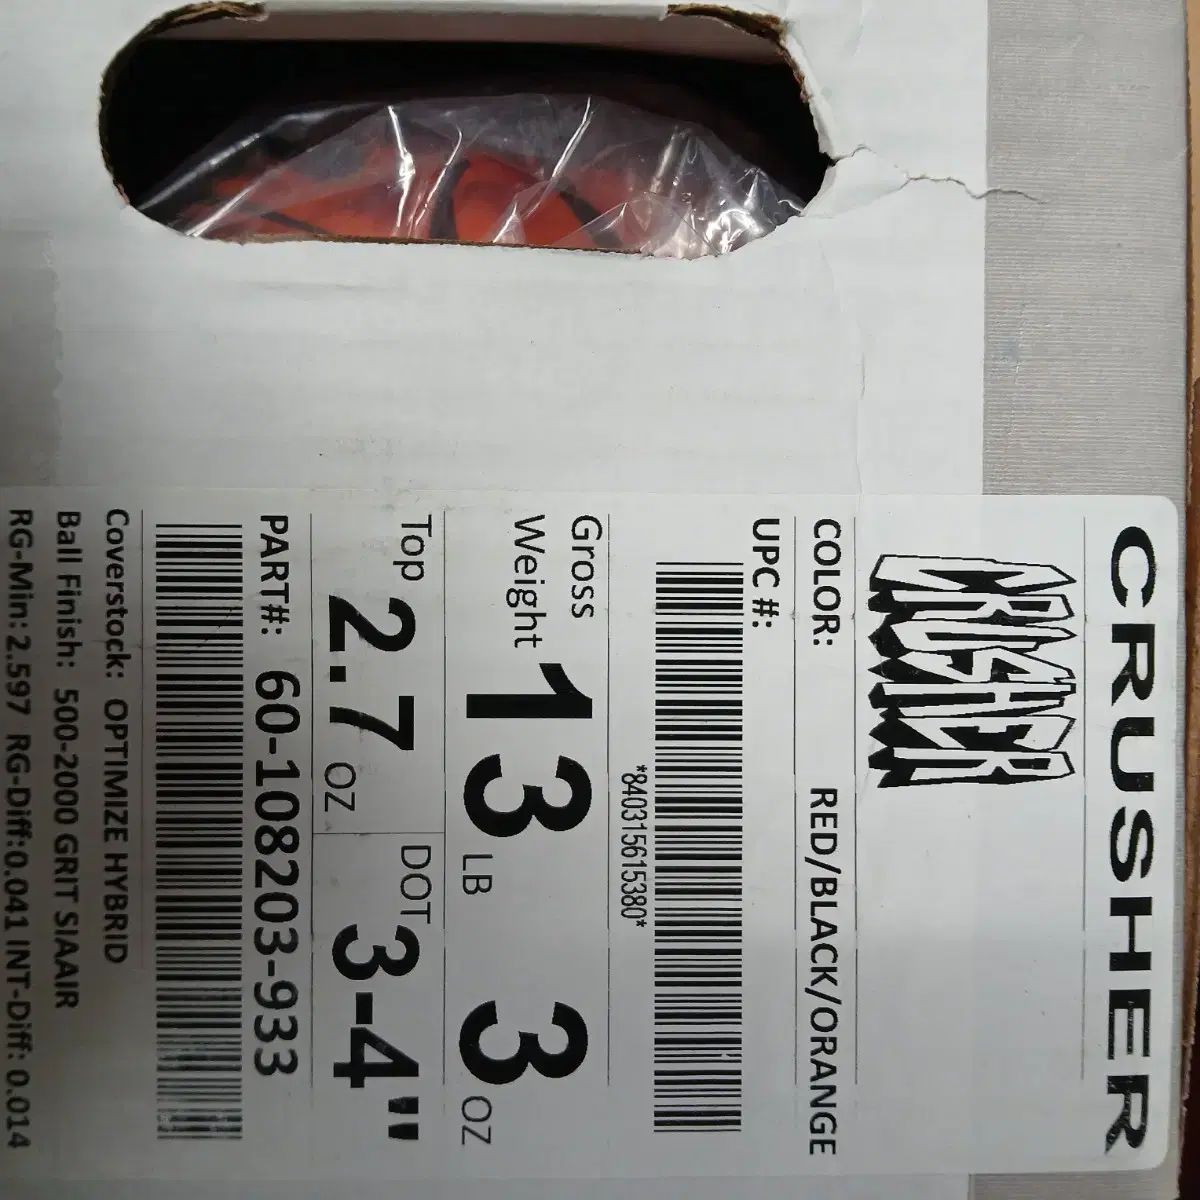 CRUSHER
CRUSHER
COLOR: RED/BLACK/ORANGE
UPC #:
*840315615380*
Gross Weight 13 LB 3 OZ
Top 2.7 OZ DOT 3-4"
PART#: 60-108203-933
Coverstock: OPTIMIZE HYBRID
Ball Finish: 500-2000 GRIT SIAAIR
RG-Min:2.597 RG-Diff:0.041 INT-Diff: 0.014